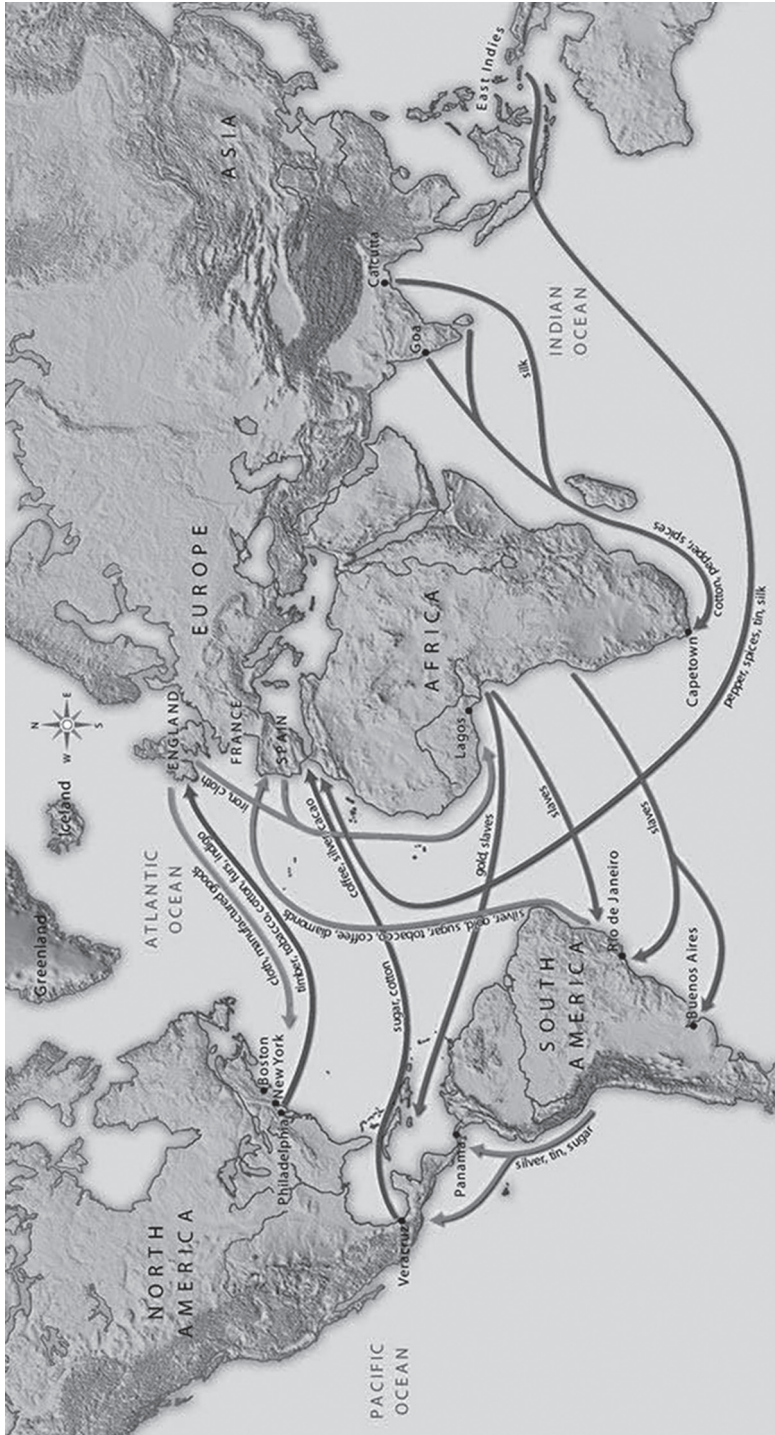 Greenland
Iceland
N
W
E
S
NORTH
AMERICA
ATLANTIC
OCEAN
ENGLAND
EUROPE
ASIA
FRANCE
SPAIN
Boston
New York
Philadelphia
cloth, manufactured goods
timber, tobacco, cotton, furs, indigo
iron, cloth
coffee, silver, cacao
sugar, cotton
silver, gold, sugar, tobacco, coffee, diamonds
PACIFIC
OCEAN
Veracruz
Panama
silver, tin, sugar
SOUTH
AMERICA
Rio de Janeiro
Buenos Aires
gold, slaves
slaves
slaves
AFRICA
Lagos
Capetown
cotton, pepper, spices
pepper, spices, tin, silk
Goa
Calcutta
silk
INDIAN
OCEAN
East Indies